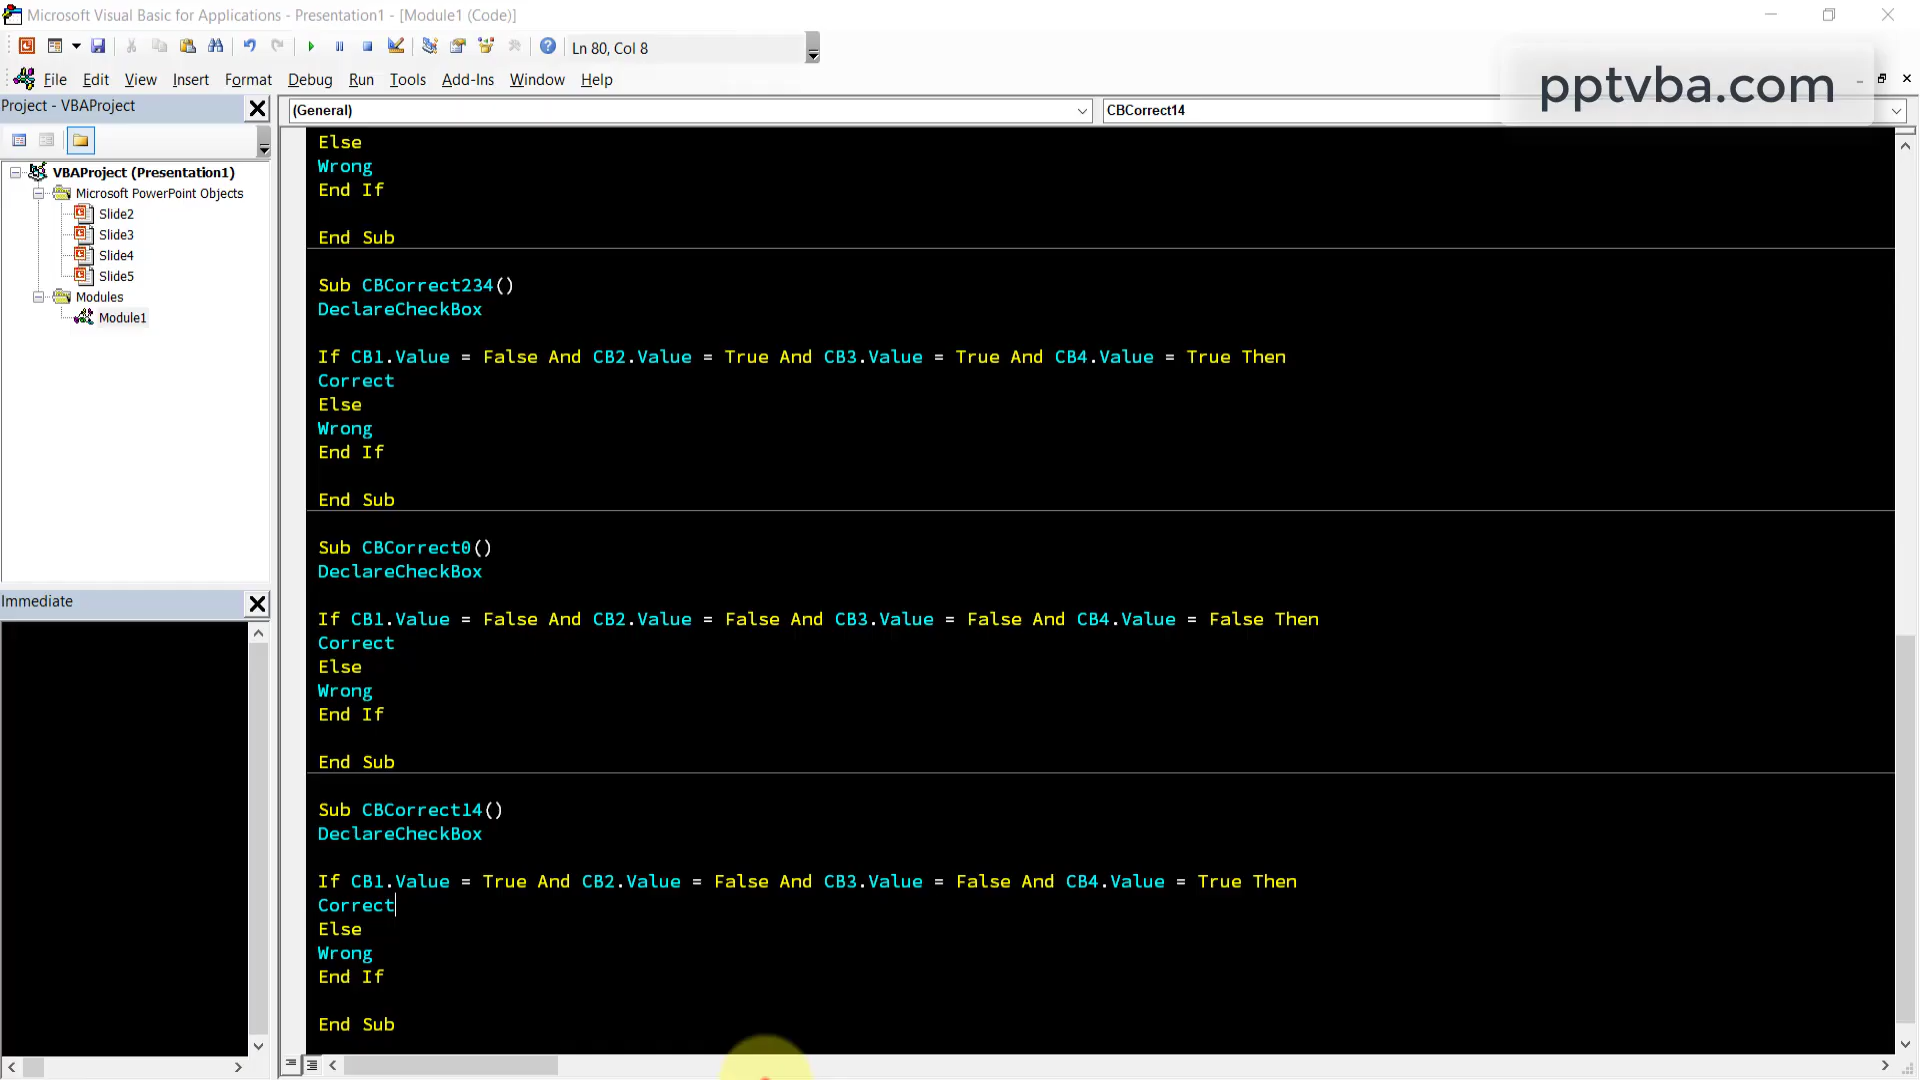 Microsoft Visual Basic for Applications - Presentation1 - [Module1 (Code)]
Ln 80, Col 8
File Edit View Insert Format Debug Run Tools Add-Ins Window Help
pptvba.com
Project - VBAProject
(General)
CBCorrect14
VBAProject (Presentation1)
Microsoft PowerPoint Objects
Slide2
Slide3
Slide4
Slide5
Modules
Module1
Immediate
Else
Wrong
End If
End Sub
Sub CBCorrect234()
DeclareCheckBox
If CB1.Value = False And CB2.Value = True And CB3.Value = True And CB4.Value = True Then
Correct
Else
Wrong
End If
End Sub
Sub CBCorrect0()
DeclareCheckBox
If CB1.Value = False And CB2.Value = False And CB3.Value = False And CB4.Value = False Then
Correct
Else
Wrong
End If
End Sub
Sub CBCorrect14()
DeclareCheckBox
If CB1.Value = True And CB2.Value = False And CB3.Value = False And CB4.Value = True Then
Correct
Else
Wrong
End If
End Sub